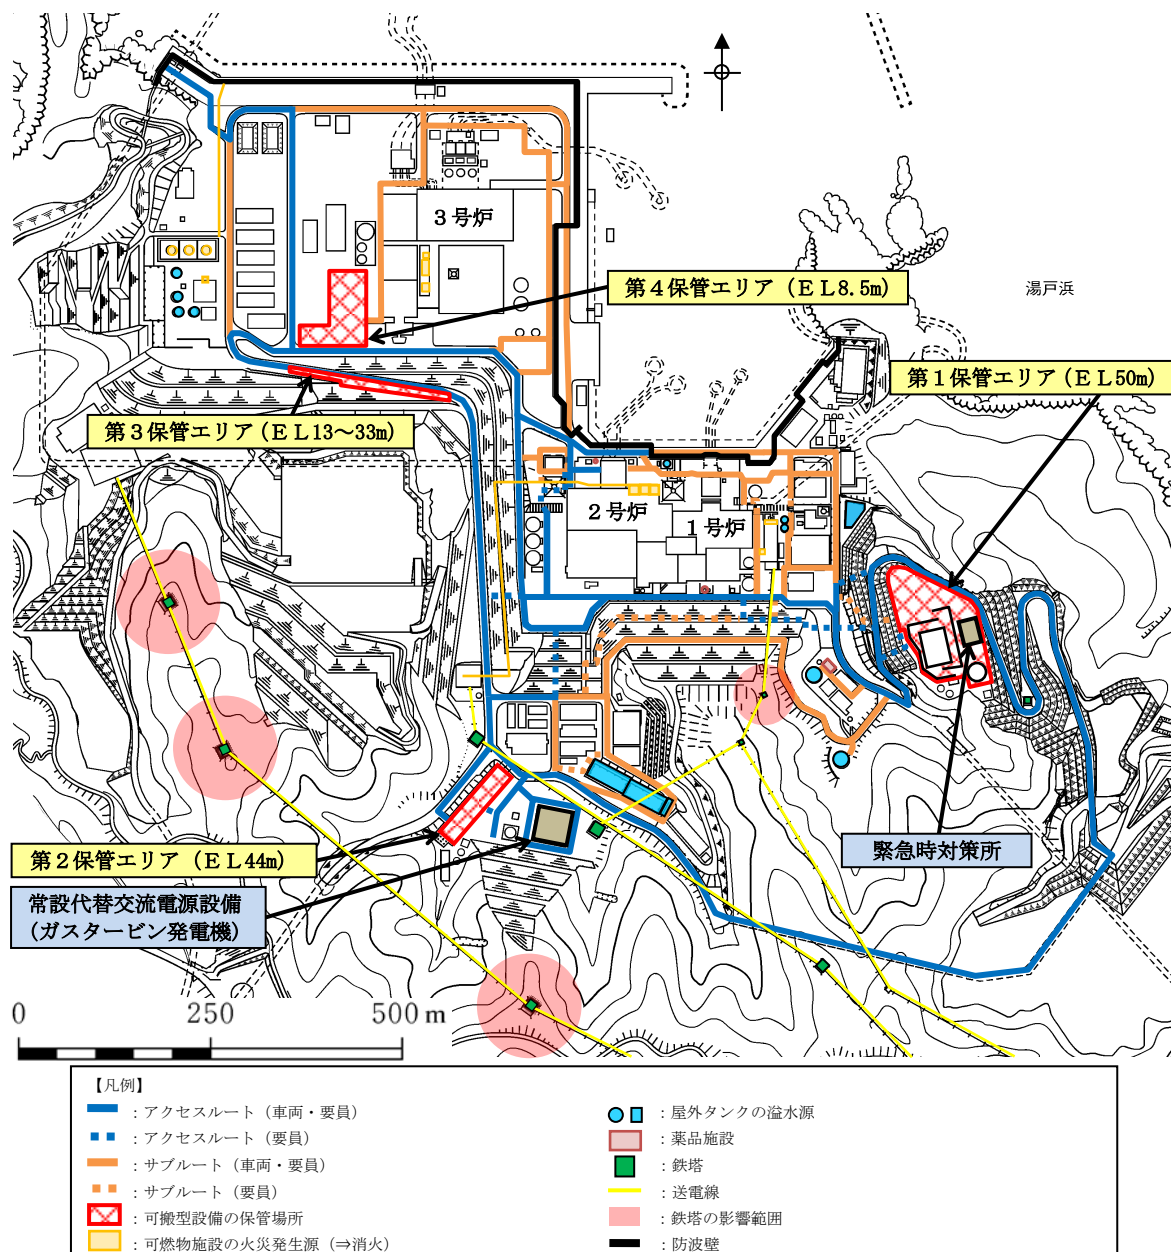 3号炉
第4保管エリア（EL8.5m）
湯戸浜
第1保管エリア（EL50m）
第3保管エリア（EL13～33m）
2号炉
1号炉
緊急時対策所
第2保管エリア（EL44m）
常設代替交流電源設備
(ガスタービン発電機)
0 250 500 m
【凡例】
：アクセスルート（車両・要員）
：アクセスルート（要員）
：サブルート（車両・要員）
：サブルート（要員）
：可搬型設備の保管場所
：可燃物施設の火災発生源（⇒消火）
：屋外タンクの溢水源
：薬品施設
：鉄塔
：送電線
：鉄塔の影響範囲
：防波壁